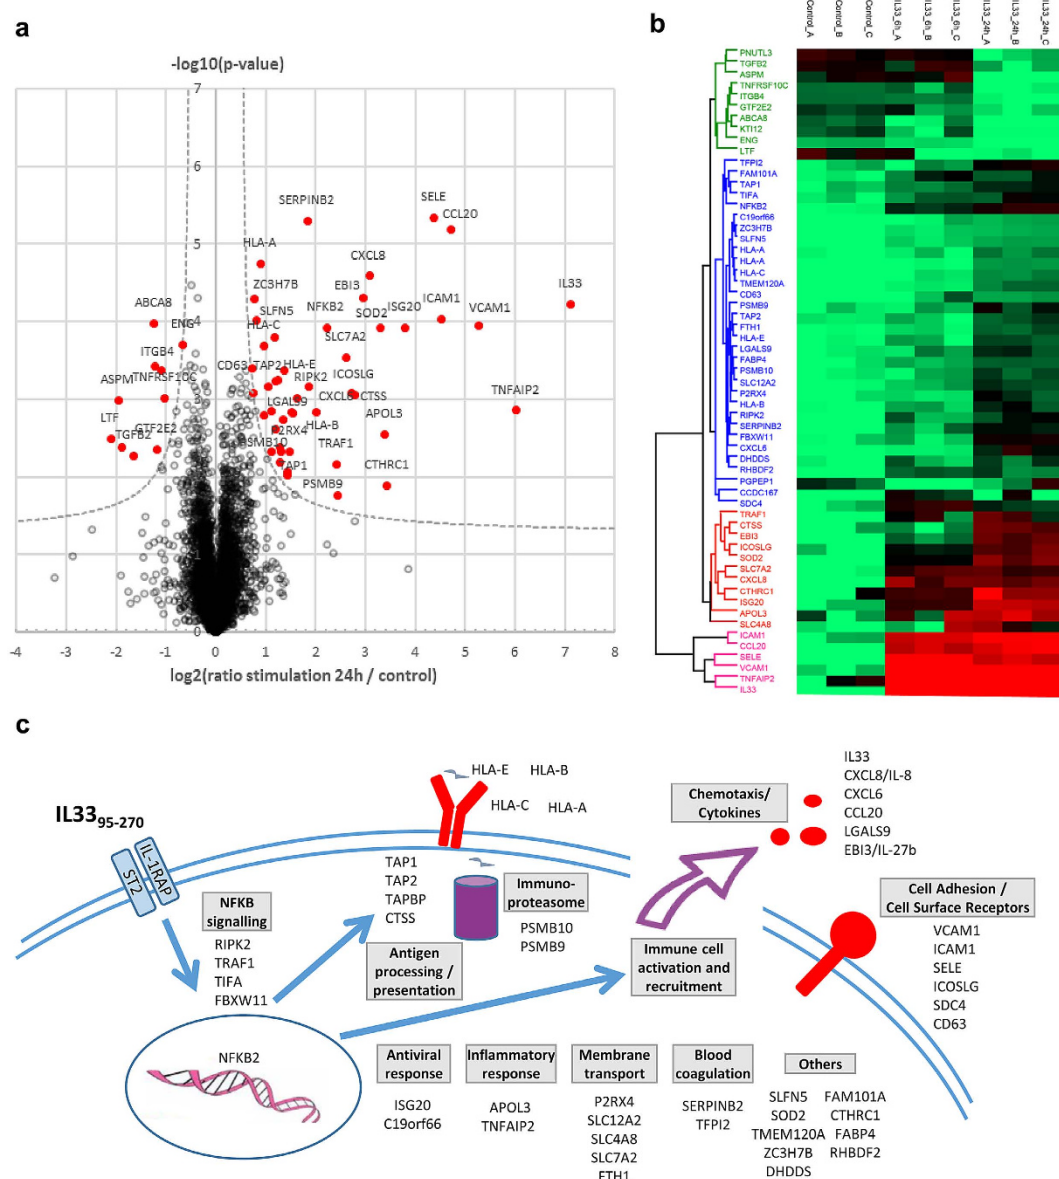 a
-log10(p-value)
7
6
5
4
3
2
1
0
-4 -3 -2 -1 0 1 2 3 4 5 6 7 8
log2(ratio stimulation 24h / control)
SERPINB2
SELE
CCL20
HLA-A
CXCL8
ZC3H7B
EBI3
IL33
ABCA8
ENG
SLFN5
NFKB2
SOD2
ISG20
ICAM1
VCAM1
HLA-C
SLC7A2
ITGB4
TNFRSF10C
CD63
TAP2
HLA-E
RIPK2
ICOSLG
ASPM
CXCL6
CTSS
TNFAIP2
LTF
TGFB2
GTF2E2
LGALS9
P2RX4
HLA-B
APOL3
PSMB10
TRAF1
TAP1
PSMB9
CTHRC1
b
Control_A
Control_B
Control_C
IL33_6h_A
IL33_6h_B
IL33_6h_C
IL33_24h_A
IL33_24h_B
IL33_24h_C
PNUTL3
TGFB2
ASPM
TNFRSF10C
ITGB4
GTF2E2
ABCA8
KTI12
ENG
LTF
TFPI2
FAM101A
TAP1
TIFA
NFKB2
C19orf66
ZC3H7B
SLFN5
HLA-A
HLA-A
HLA-C
TMEM120A
CD63
PSMB9
TAP2
FTH1
HLA-E
LGALS9
FABP4
PSMB10
SLC12A2
P2RX4
HLA-B
RIPK2
SERPINB2
FBXW11
CXCL6
DHDDS
RHBDF2
PGPEP1
CCDC167
SDC4
TRAF1
CTSS
EBI3
ICOSLG
SOD2
SLC7A2
CXCL8
CTHRC1
ISG20
APOL3
SLC4A8
ICAM1
CCL20
SELE
VCAM1
TNFAIP2
IL33
c
IL33 95-270
ST2
IL-1RAP
NFKB
signalling
RIPK2
TRAF1
TIFA
FBXW11
NFKB2
HLA-E HLA-B
HLA-C HLA-A
TAP1
TAP2
TAPBP
CTSS
Antigen
processing /
presentation
Immuno-
proteasome
PSMB10
PSMB9
Chemotaxis/
Cytokines
IL33
CXCL8/IL-8
CXCL6
CCL20
LGALS9
EBI3/IL-27b
Immune cell
activation and
recruitment
Cell Adhesion /
Cell Surface Receptors
VCAM1
ICAM1
SELE
ICOSLG
SDC4
CD63
Antiviral
response
ISG20
C19orf66
Inflammatory
response
APOL3
TNFAIP2
Membrane
transport
P2RX4
SLC12A2
SLC4A8
SLC7A2
FTH1
Blood
coagulation
SERPINB2
TFPI2
Others
SLFN5
SOD2
TMEM120A
ZC3H7B
DHDDS
FAM101A
CTHRC1
FABP4
RHBDF2